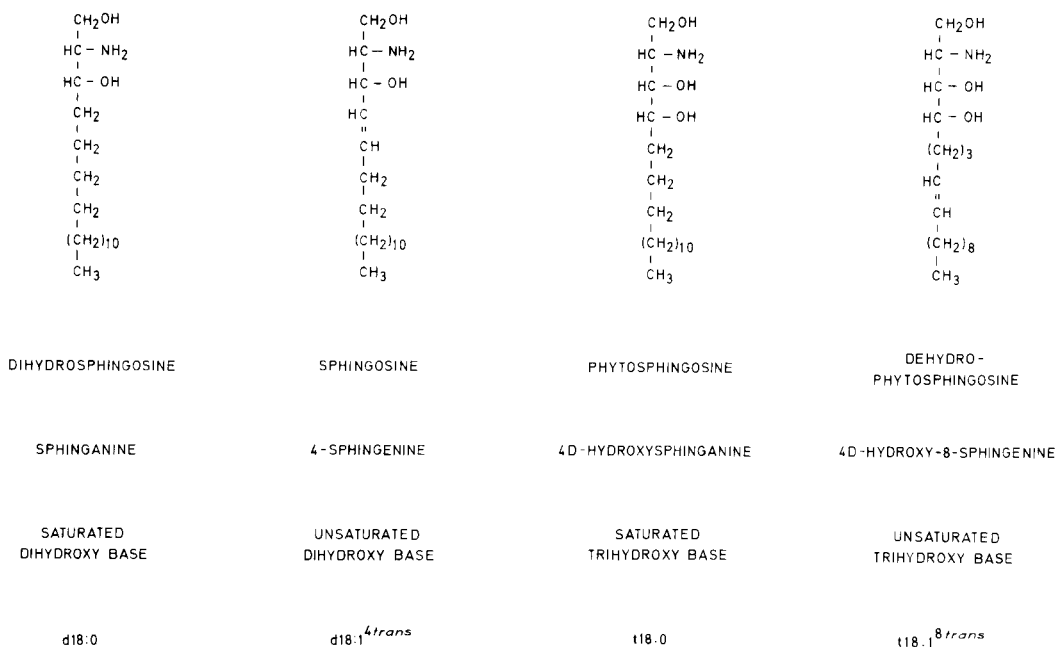 CH₂OH
HC – NH₂
HC – OH
CH₂
CH₂
CH₂
CH₂
(CH₂)₁₀
CH₃
CH₂OH
HC – NH₂
HC – OH
HC
CH
CH₂
CH₂
(CH₂)₁₀
CH₃
CH₂OH
HC – NH₂
HC – OH
HC – OH
CH₂
CH₂
CH₂
(CH₂)₁₀
CH₃
CH₂OH
HC – NH₂
HC – OH
HC – OH
(CH₂)₃
HC
CH
(CH₂)₈
CH₃
DIHYDROSPHINGOSINE
SPHINGOSINE
PHYTOSPHINGOSINE
DEHYDRO-
PHYTOSPHINGOSINE
SPHINGANINE
4-SPHINGENINE
4D-HYDROXYSPHINGANINE
4D-HYDROXY-8-SPHINGENINE
SATURATED
DIHYDROXY BASE
UNSATURATED
DIHYDROXY BASE
SATURATED
TRIHYDROXY BASE
UNSATURATED
TRIHYDROXY BASE
d18:0
d18:1 4trans
t18:0
t18:1 8trans